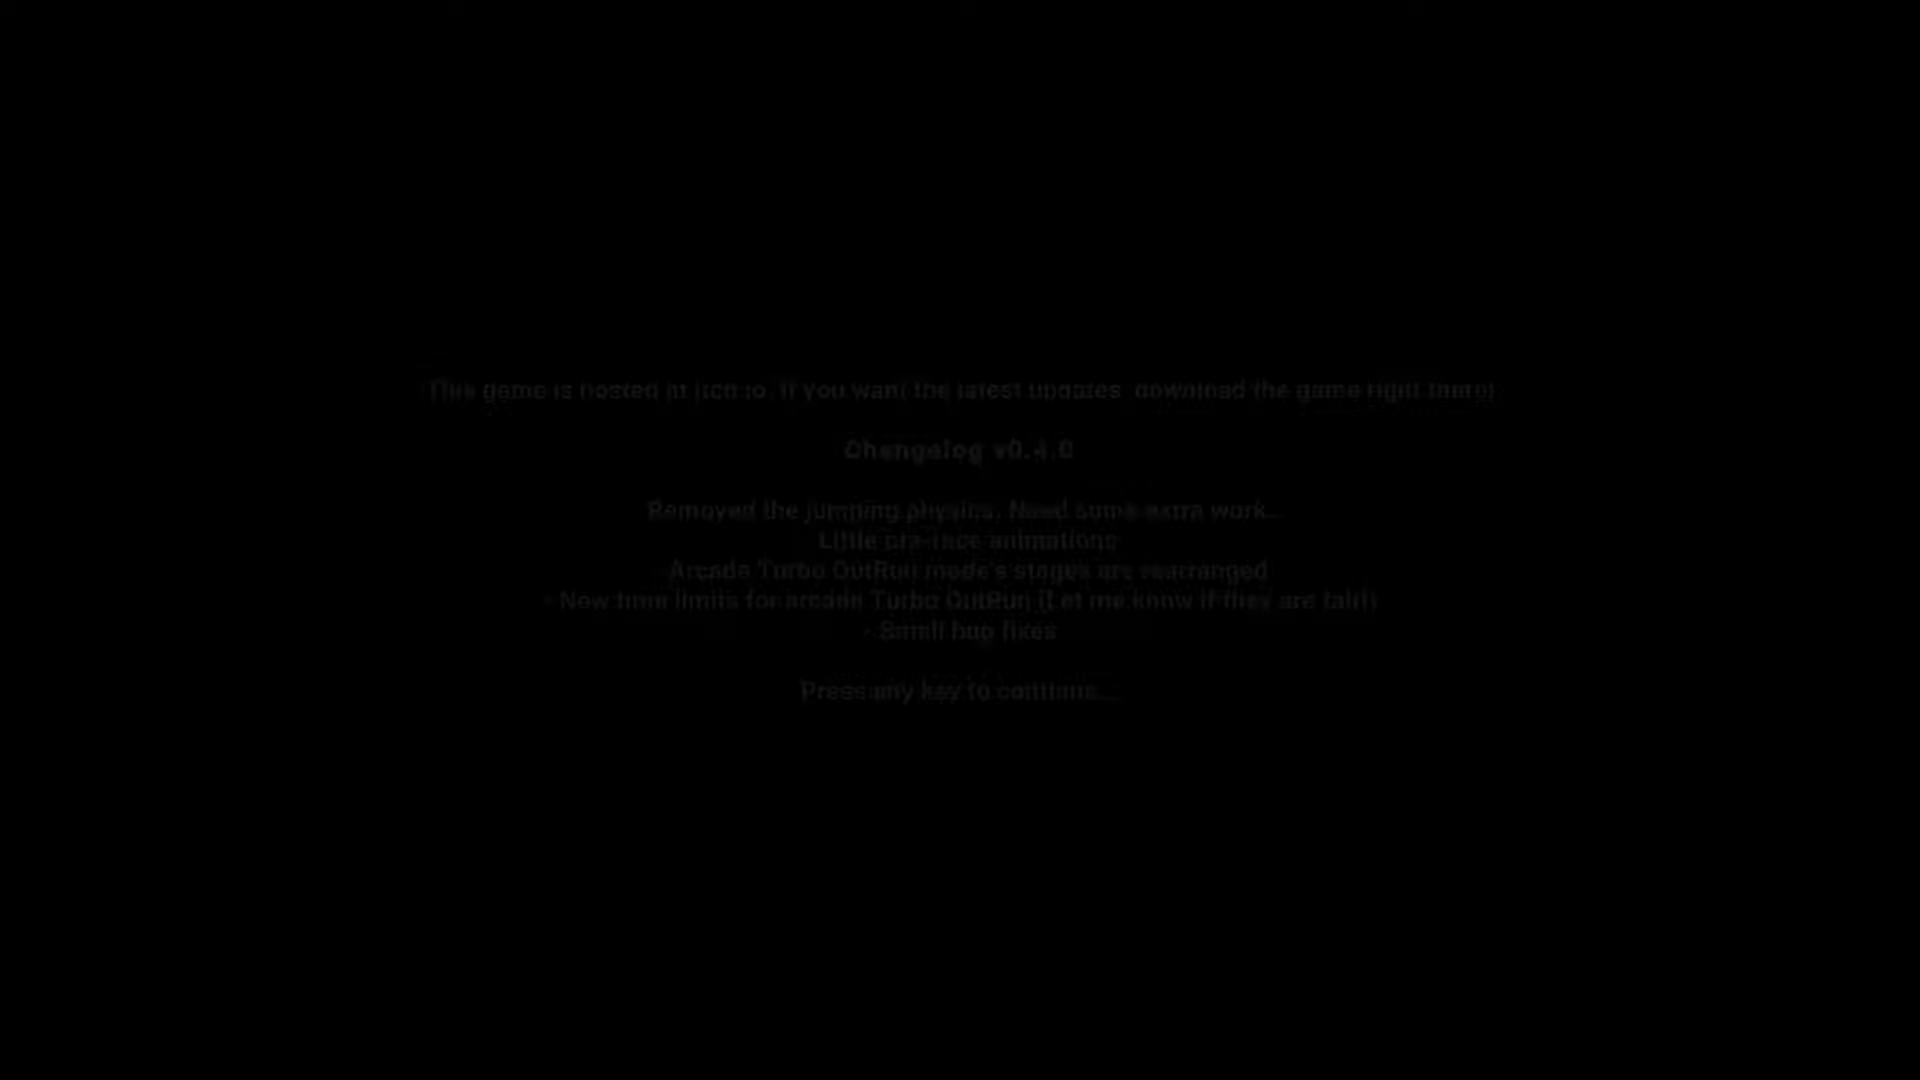 This game is hosted in itch.io. If you want the latest updates, download the game right there!
Changelog v0.4.0
Removed the jumping physics. Need some extra work...
Little pre-race animations
Arcade Turbo OutRun mode's stages are rearranged
- New time limits for arcade Turbo OutRun (Let me know if they are fair!)
- Small bug fixes
Press any key to continue...